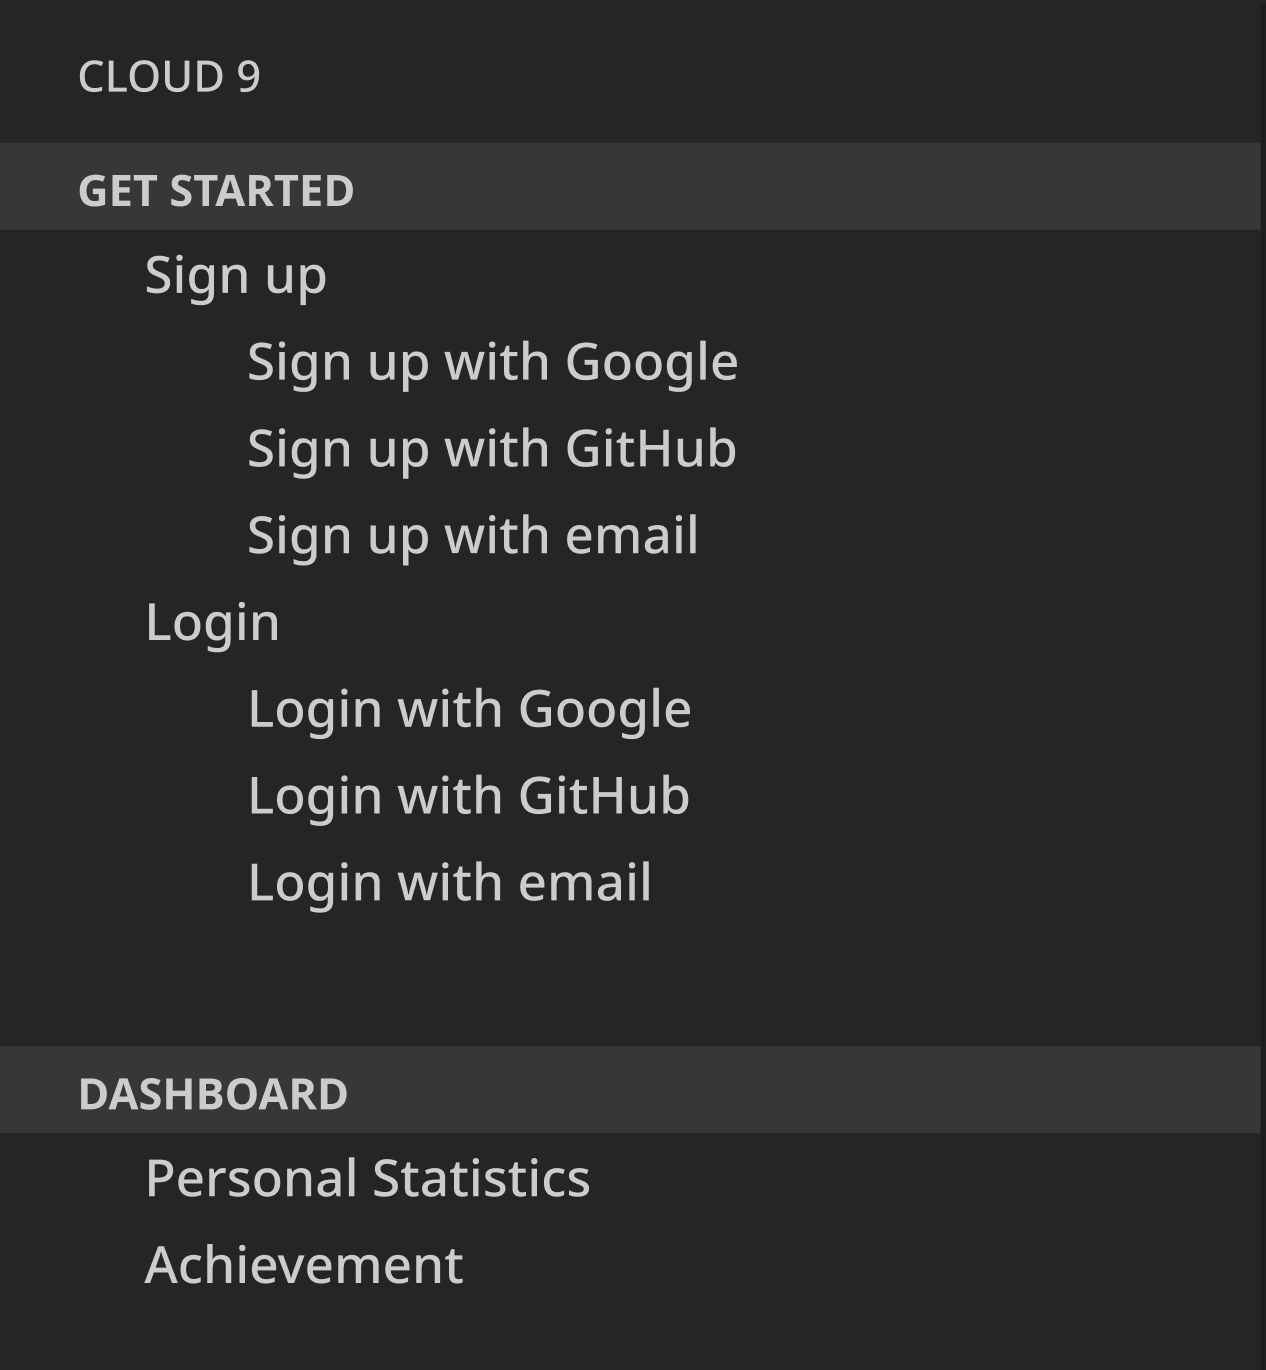 CLOUD 9
GET STARTED
Sign up
Sign up with Google
Sign up with GitHub
Sign up with email
Login
Login with Google
Login with GitHub
Login with email
DASHBOARD
Personal Statistics
Achievement